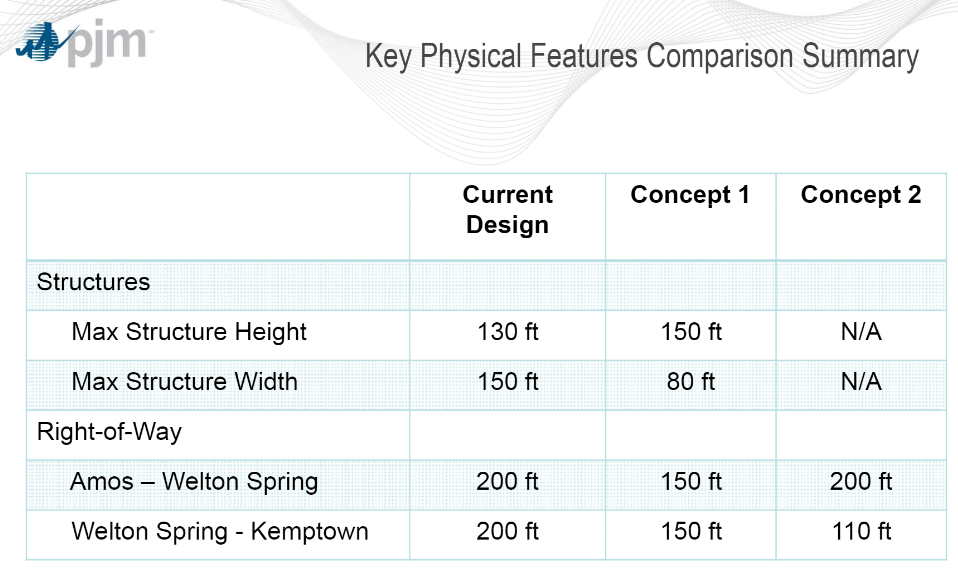 pjm™
Key Physical Features Comparison Summary
Current Design Concept 1 Concept 2
Structures
Max Structure Height 130 ft 150 ft N/A
Max Structure Width 150 ft 80 ft N/A
Right-of-Way
Amos – Welton Spring 200 ft 150 ft 200 ft
Welton Spring - Kemptown 200 ft 150 ft 110 ft